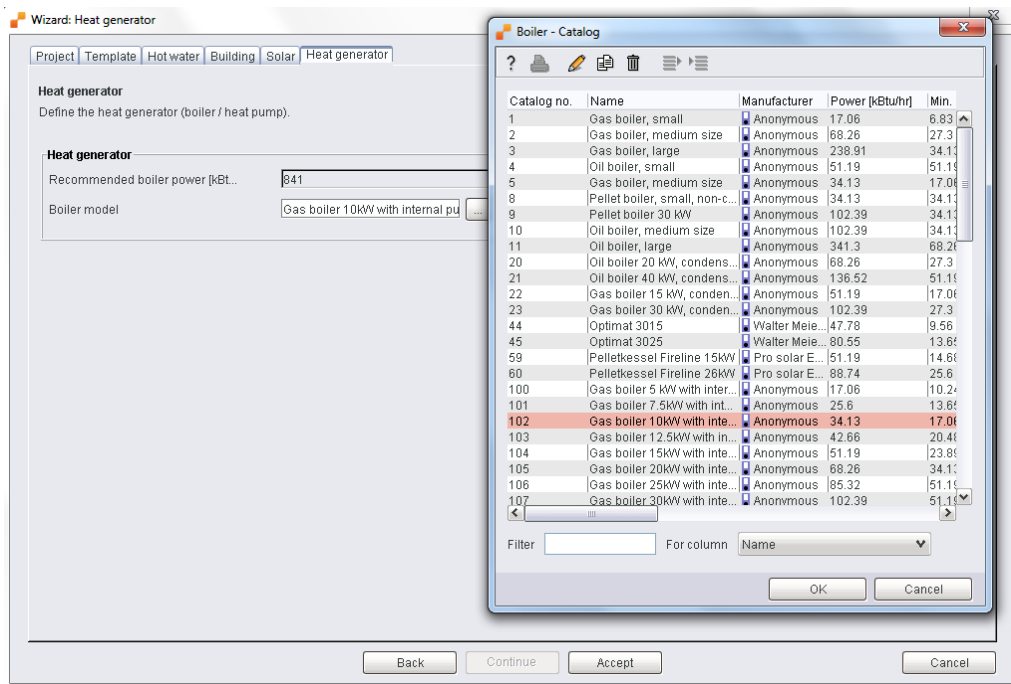 Wizard: Heat generator
Project Template Hot water Building Solar Heat generator
Heat generator
Define the heat generator (boiler / heat pump).
Heat generator
Recommended boiler power [kBt... 841
Boiler model Gas boiler 10kW with internal pu ...
Back Continue Accept Cancel
Boiler - Catalog
?
Catalog no. Name Manufacturer Power [kBtu/hr] Min.
1 Gas boiler, small Anonymous 17.06 6.83
2 Gas boiler, medium size Anonymous 68.26 27.3
3 Gas boiler, large Anonymous 238.91 34.13
4 Oil boiler, small Anonymous 51.19 51.19
5 Gas boiler, medium size Anonymous 34.13 17.06
8 Pellet boiler, small, non-c... Anonymous 34.13 34.13
9 Pellet boiler 30 kW Anonymous 102.39 34.13
10 Oil boiler, medium size Anonymous 102.39 34.13
11 Oil boiler, large Anonymous 341.3 68.26
20 Oil boiler 20 kW, condens... Anonymous 68.26 27.3
21 Oil boiler 40 kW, condens... Anonymous 136.52 51.19
22 Gas boiler 15 kW, conden... Anonymous 51.19 17.06
23 Gas boiler 30 kW, conden... Anonymous 102.39 27.3
44 Optimat 3015 Walter Meie... 47.78 9.56
45 Optimat 3025 Walter Meie... 80.55 13.65
59 Pelletkessel Fireline 15kW Pro solar E... 51.19 14.68
60 Pelletkessel Fireline 26kW Pro solar E... 88.74 25.6
100 Gas boiler 5 kW with inter... Anonymous 17.06 10.24
101 Gas boiler 7.5kW with int... Anonymous 25.6 13.65
102 Gas boiler 10kW with inte... Anonymous 34.13 17.06
103 Gas boiler 12.5kW with in... Anonymous 42.66 20.48
104 Gas boiler 15kW with inte... Anonymous 51.19 23.89
105 Gas boiler 20kW with inte... Anonymous 68.26 34.13
106 Gas boiler 25kW with inte... Anonymous 85.32 51.19
107 Gas boiler 30kW with inte... Anonymous 102.39 51.19
Filter For column Name
OK Cancel